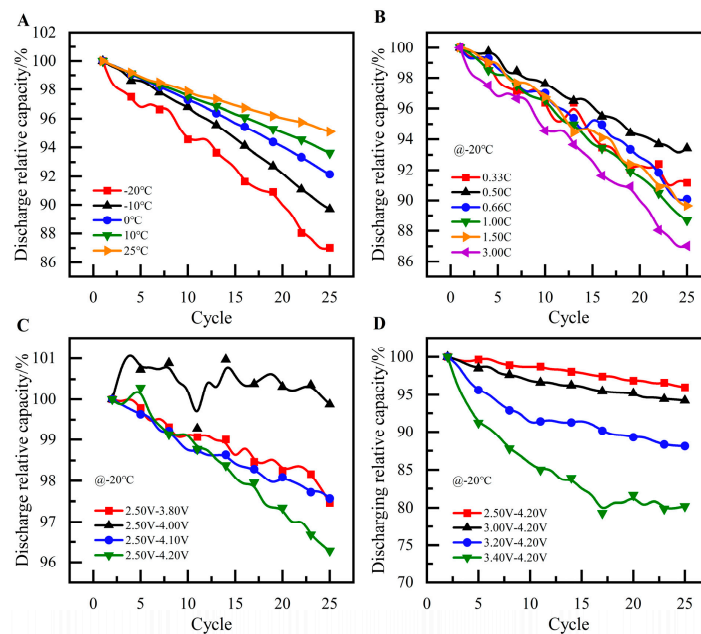 A
Discharge relative capacity/%
102
100
98
96
94
92
90
88
86
-20℃
-10℃
0℃
10℃
25℃
0 5 10 15 20 25
Cycle
B
Discharge relative capacity/%
100
98
96
94
92
90
88
86
@-20℃
0.33C
0.50C
0.66C
1.00C
1.50C
3.00C
0 5 10 15 20 25
Cycle
C
Discharge relative capacity/%
101
100
99
98
97
96
@-20℃
2.50V-3.80V
2.50V-4.00V
2.50V-4.10V
2.50V-4.20V
0 5 10 15 20 25
Cycle
D
Discharging relative capacity/%
100
95
90
85
80
75
70
@-20℃
2.50V-4.20V
3.00V-4.20V
3.20V-4.20V
3.40V-4.20V
0 5 10 15 20 25
Cycle